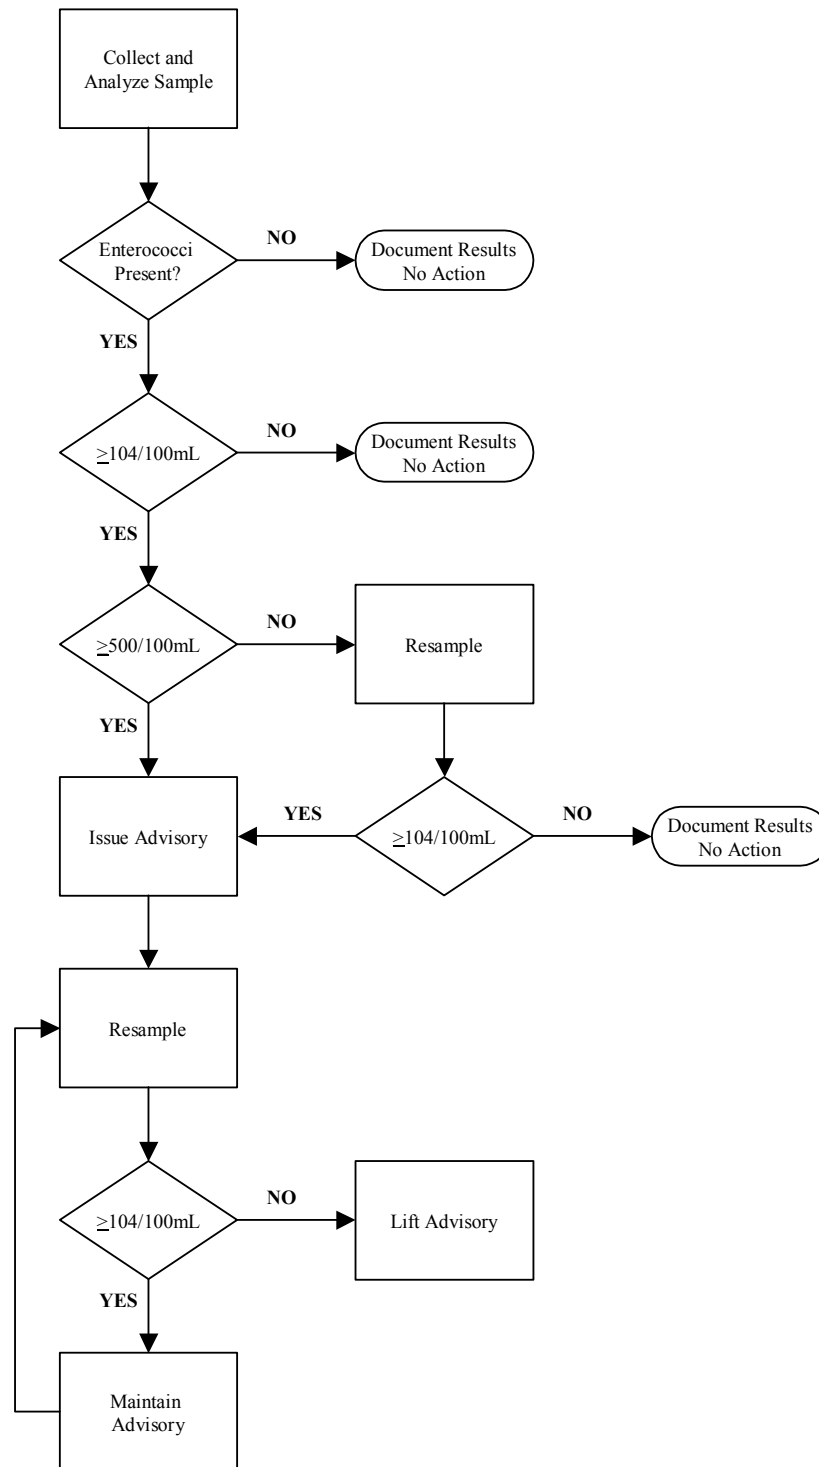 Collect and
Analyze Sample
Enterococci
Present?
NO
Document Results
No Action
YES
≥104/100mL
NO
Document Results
No Action
YES
≥500/100mL
NO
Resample
YES
Issue Advisory
YES
≥104/100mL
NO
Document Results
No Action
Resample
≥104/100mL
NO
Lift Advisory
YES
Maintain
Advisory